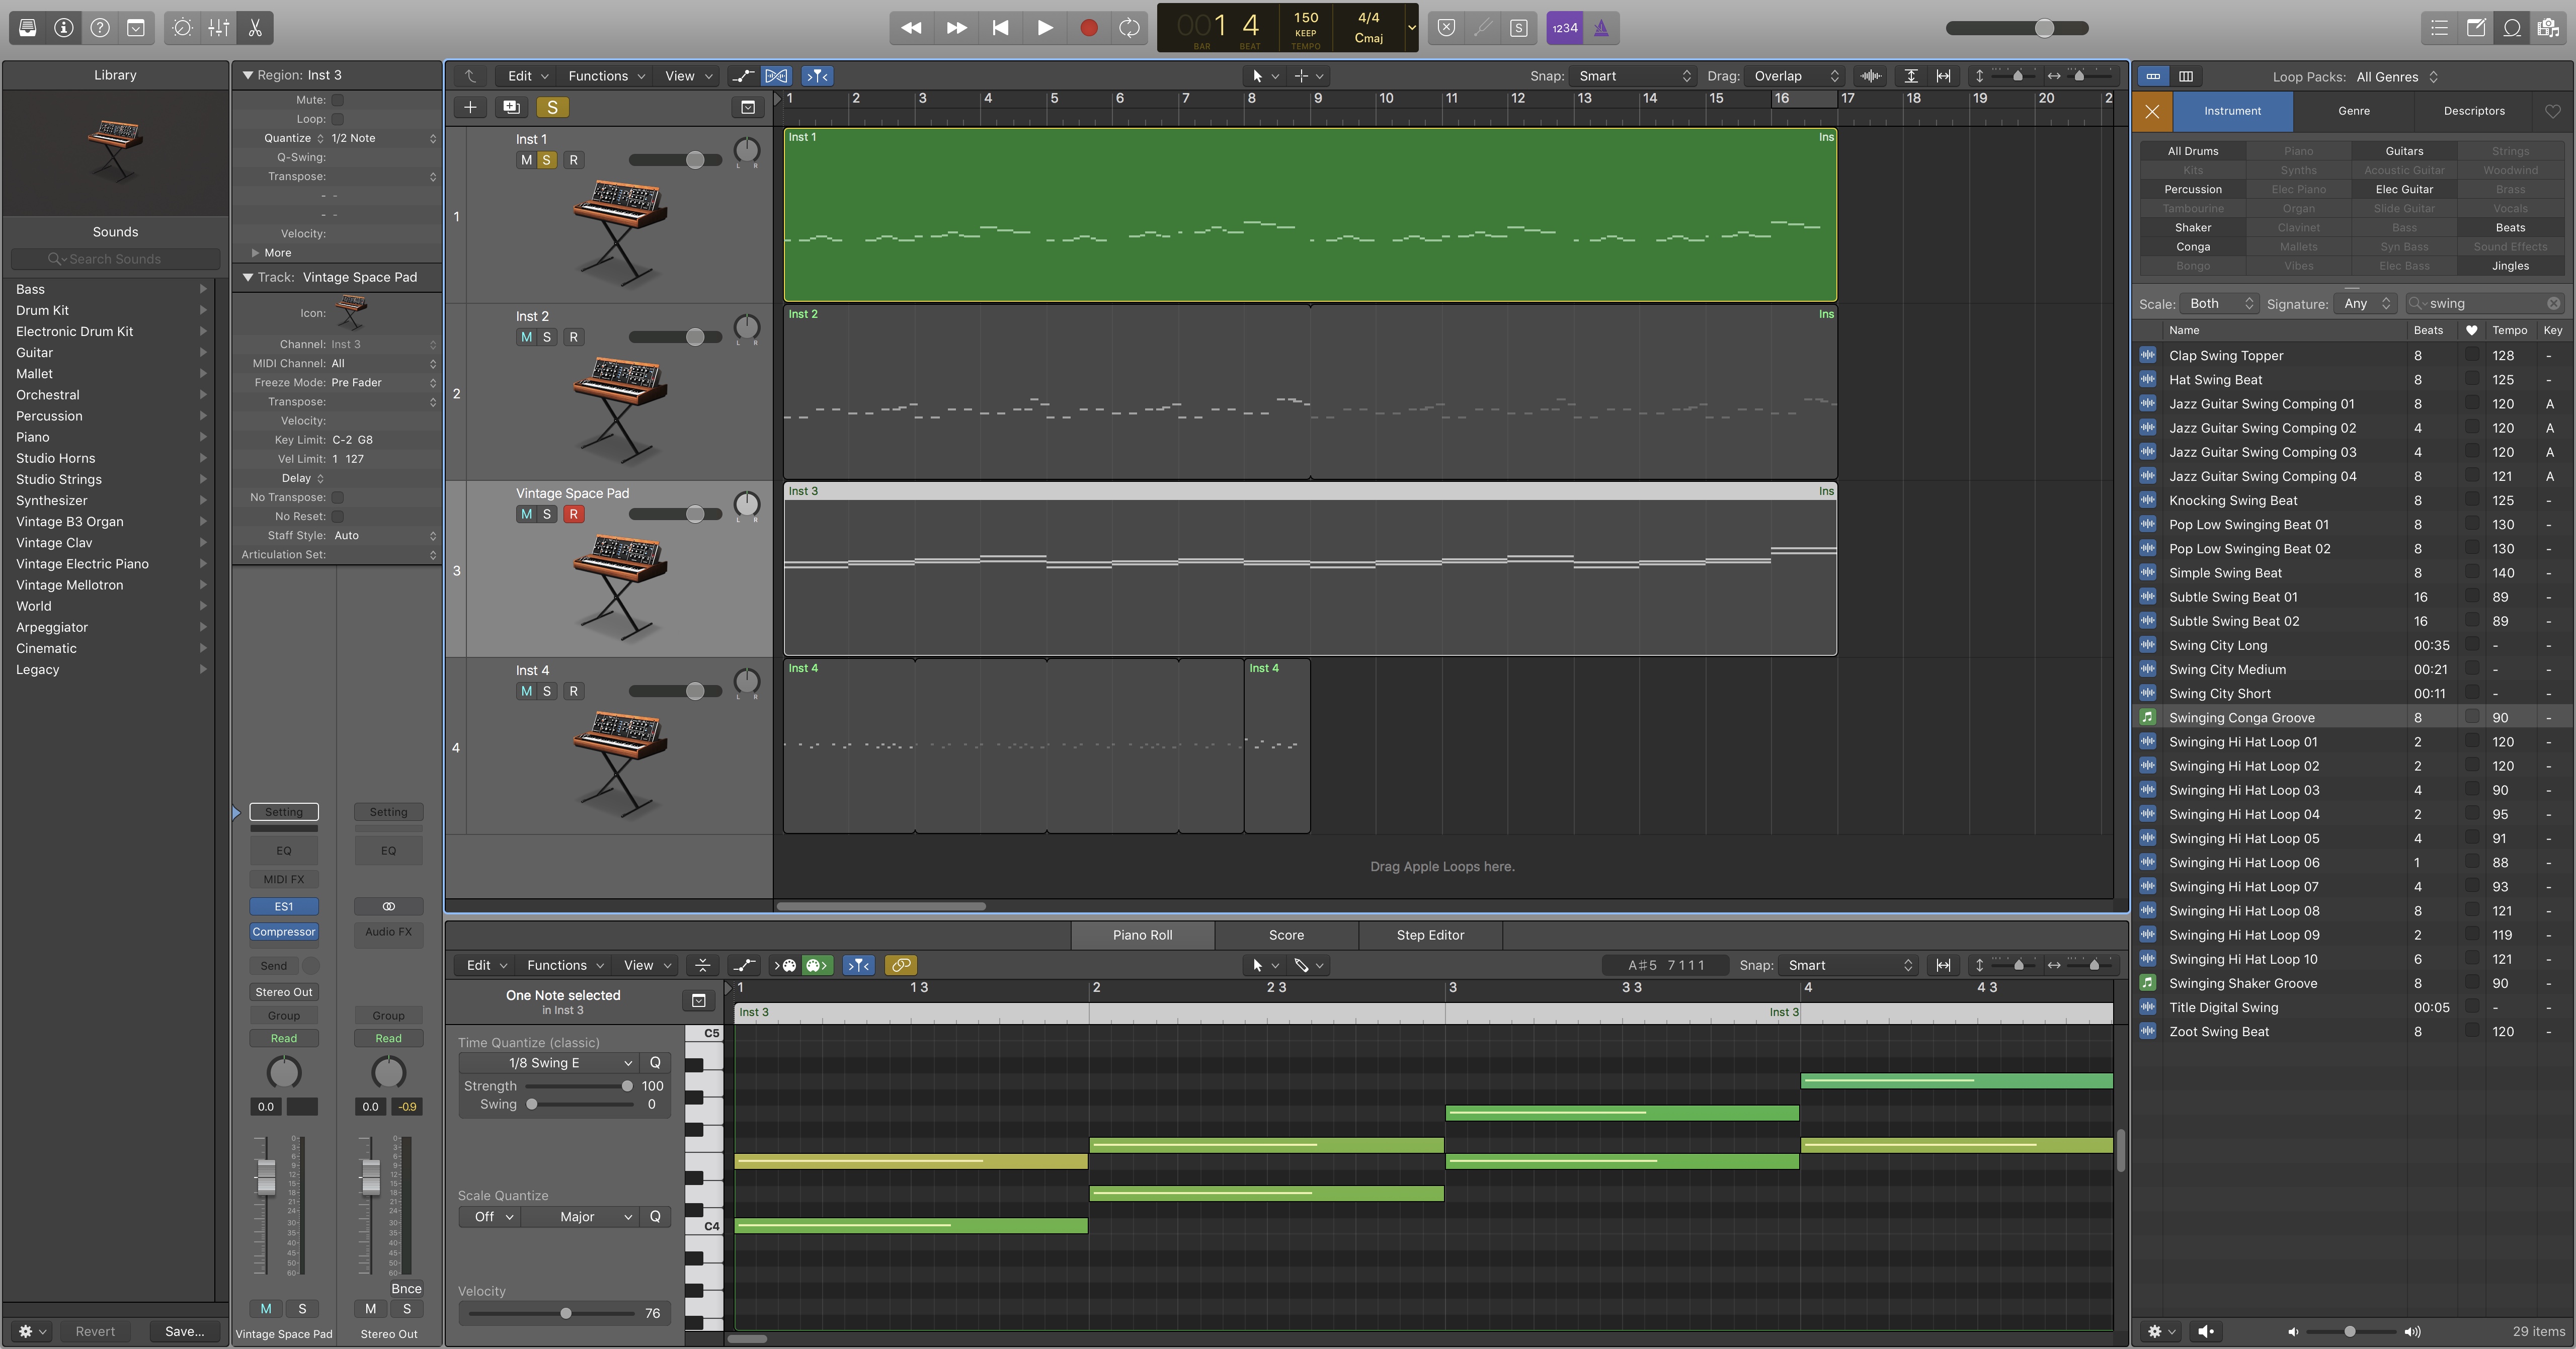 001 4
BAR BEAT
150
KEEP
TEMPO
4/4
Cmaj
S
1234
Library
Sounds
Search Sounds
Bass
Drum Kit
Electronic Drum Kit
Guitar
Mallet
Orchestral
Percussion
Piano
Studio Horns
Studio Strings
Synthesizer
Vintage B3 Organ
Vintage Clav
Vintage Electric Piano
Vintage Mellotron
World
Arpeggiator
Cinematic
Legacy
Revert Save...
Region: Inst 3
Mute:
Loop:
Quantize 1/2 Note
Q-Swing:
Transpose:
- -
- -
Velocity:
More
Track: Vintage Space Pad
Icon:
Channel: Inst 3
MIDI Channel: All
Freeze Mode: Pre Fader
Transpose:
Velocity:
Key Limit: C-2 G8
Vel Limit: 1 127
Delay
No Transpose:
No Reset:
Staff Style: Auto
Articulation Set:
Setting Setting
EQ EQ
MIDI FX
ES1
Compressor Audio FX
Send
Stereo Out
Group Group
Read Read
0.0 0.0 -0.9
Bnce
M S M S
Vintage Space Pad Stereo Out
Edit Functions View Snap: Smart Drag: Overlap
S
1 2 3 4 5 6 7 8 9 10 11 12 13 14 15 16 17 18 19 20 2
1
Inst 1
M S R
L R
Inst 1 Ins
2
Inst 2
M S R
L R
Inst 2 Ins
3
Vintage Space Pad
M S R
L R
Inst 3 Ins
4
Inst 4
M S R
L R
Inst 4 Inst 4
Drag Apple Loops here.
Piano Roll Score Step Editor
Edit Functions View A♯5 7 1 1 1 Snap: Smart
1 1 3 2 2 3 3 3 3 4 4 3
Inst 3 Inst 3
One Note selected
in Inst 3
Time Quantize (classic)
1/8 Swing E Q
Strength 100
Swing 0
Scale Quantize
Off Major Q
Velocity
76
C5
C4
Loop Packs: All Genres
Instrument Genre Descriptors
All Drums Piano Guitars Strings
Kits Synths Acoustic Guitar Woodwind
Percussion Elec Piano Elec Guitar Brass
Tambourine Organ Slide Guitar Vocals
Shaker Clavinet Bass Beats
Conga Mallets Syn Bass Sound Effects
Bongo Vibes Elec Bass Jingles
Scale: Both Signature: Any swing
Name Beats Tempo Key
Clap Swing Topper 8 128 -
Hat Swing Beat 8 125 -
Jazz Guitar Swing Comping 01 8 120 A
Jazz Guitar Swing Comping 02 4 120 A
Jazz Guitar Swing Comping 03 4 120 A
Jazz Guitar Swing Comping 04 8 121 A
Knocking Swing Beat 8 125 -
Pop Low Swinging Beat 01 8 130 -
Pop Low Swinging Beat 02 8 130 -
Simple Swing Beat 8 140 -
Subtle Swing Beat 01 16 89 -
Subtle Swing Beat 02 16 89 -
Swing City Long 00:35 - -
Swing City Medium 00:21 - -
Swing City Short 00:11 - -
Swinging Conga Groove 8 90 -
Swinging Hi Hat Loop 01 2 120 -
Swinging Hi Hat Loop 02 2 120 -
Swinging Hi Hat Loop 03 4 90 -
Swinging Hi Hat Loop 04 2 95 -
Swinging Hi Hat Loop 05 4 91 -
Swinging Hi Hat Loop 06 1 88 -
Swinging Hi Hat Loop 07 4 93 -
Swinging Hi Hat Loop 08 8 121 -
Swinging Hi Hat Loop 09 2 119 -
Swinging Hi Hat Loop 10 6 121 -
Swinging Shaker Groove 8 90 -
Title Digital Swing 00:05 - -
Zoot Swing Beat 8 120 -
29 items